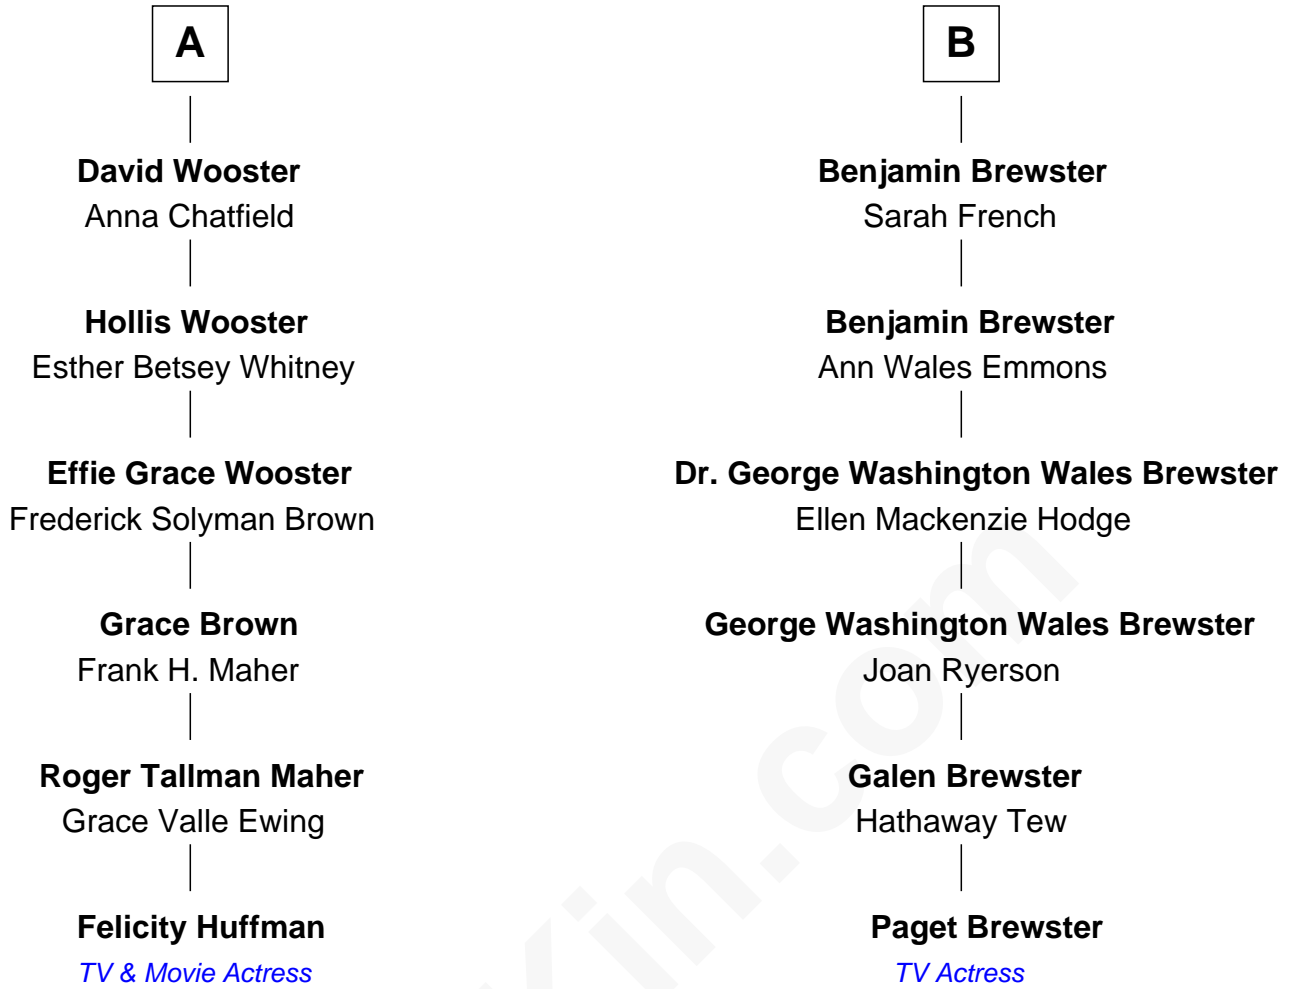 A
David Wooster
Anna Chatfield
Hollis Wooster
Esther Betsey Whitney
Effie Grace Wooster
Frederick Solyman Brown
Grace Brown
Frank H. Maher
Roger Tallman Maher
Grace Valle Ewing
Felicity Huffman
TV & Movie Actress
B
Benjamin Brewster
Sarah French
Benjamin Brewster
Ann Wales Emmons
Dr. George Washington Wales Brewster
Ellen Mackenzie Hodge
George Washington Wales Brewster
Joan Ryerson
Galen Brewster
Hathaway Tew
Paget Brewster
TV Actress
Kin.com